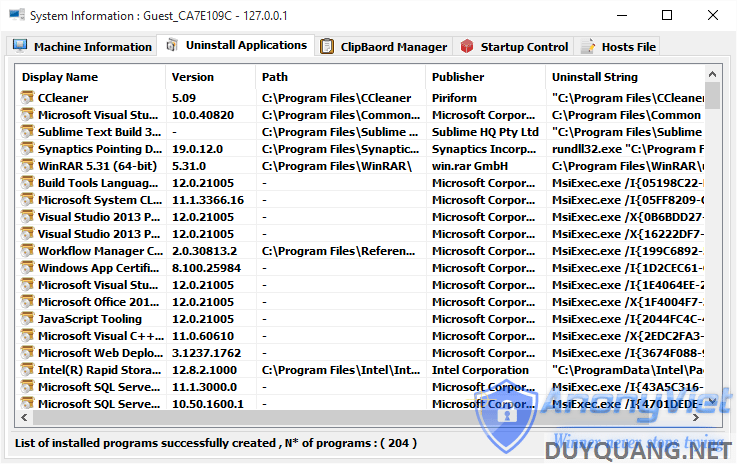 System Information : Guest_CA7E109C - 127.0.0.1
Machine Information Uninstall Applications ClipBaord Manager Startup Control Hosts File
Display Name Version Path Publisher Uninstall String
CCleaner 5.09 C:\Program Files\CCleaner Piriform "C:\Program Files\CCleaner
Microsoft Visual Stu... 10.0.40820 C:\Program Files\Common... Microsoft Corpor... C:\Program Files\Common
Sublime Text Build 3... - C:\Program Files\Sublime ... Sublime HQ Pty Ltd "C:\Program Files\Sublime
Synaptics Pointing D... 19.0.12.0 C:\Program Files\Synaptic... Synaptics Incorp... rundll32.exe "C:\Program F
WinRAR 5.31 (64-bit) 5.31.0 C:\Program Files\WinRAR\ win.rar GmbH C:\Program Files\WinRAR\u
Build Tools Languag... 12.0.21005 - Microsoft Corpor... MsiExec.exe /I{05198C22-
Microsoft System CL... 11.1.3366.16 - Microsoft Corpor... MsiExec.exe /I{05FF8209-
Visual Studio 2013 P... 12.0.21005 - Microsoft Corpor... MsiExec.exe /X{0B6BDD27-
Visual Studio 2013 P... 12.0.21005 - Microsoft Corpor... MsiExec.exe /X{16222DF7-
Workflow Manager C... 2.0.30813.2 C:\Program Files\Referen... Microsoft Corpor... MsiExec.exe /I{199C6892-
Windows App Certifi... 8.100.25984 - Microsoft Corpor... MsiExec.exe /I{1D2CEC61-
Microsoft Visual Stu... 12.0.21005 - Microsoft Corpor... MsiExec.exe /I{1E4064EE-
Microsoft Office 201... 12.0.21005 - Microsoft Corpor... MsiExec.exe /X{1F4004F7-
JavaScript Tooling 12.0.21005 - Microsoft Corpor... MsiExec.exe /I{2044FC4C-
Microsoft Visual C++... 11.0.60610 - Microsoft Corpor... MsiExec.exe /X{2EDC2FA3-
Microsoft Web Deplo... 3.1237.1762 - Microsoft Corpor... MsiExec.exe /I{3674F088-
Intel(R) Rapid Stora... 12.8.2.1000 C:\Program Files\Intel\Int... Intel Corporation "C:\ProgramData\Intel\Pac
Microsoft SQL Serve... 11.1.3000.0 - Microsoft Corpor... MsiExec.exe /I{43A5C316-
Microsoft SQL Serve... 10.50.1600.1 - Microsoft Corpor... MsiExec.exe /I{4701DEDE-
List of installed programs successfully created , N* of programs : ( 204 )
AnonyViet
Winner never stops trying
DUYQUANG.NET